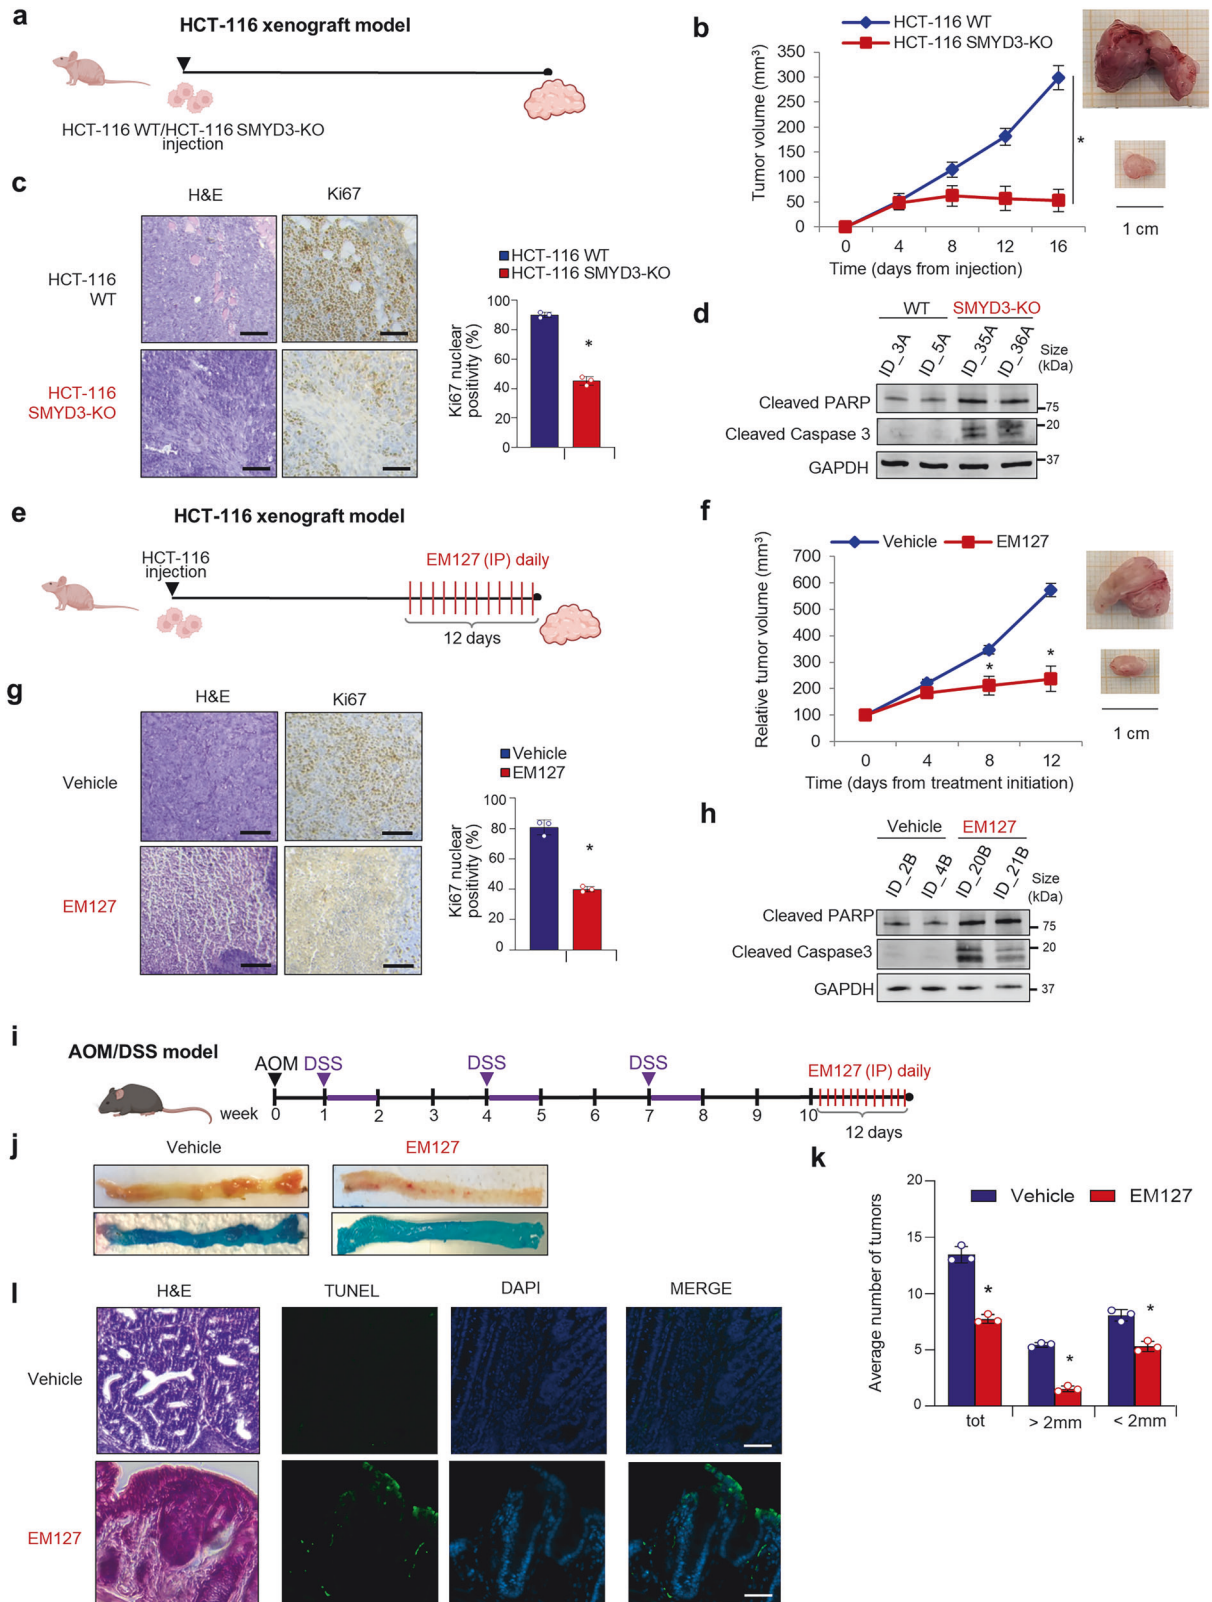 a
HCT-116 xenograft model
HCT-116 WT/HCT-116 SMYD3-KO
injection
b
HCT-116 WT
HCT-116 SMYD3-KO
Tumor volume (mm³)
350
300
250
200
150
100
50
0
0 4 8 12 16
Time (days from injection)
*
1 cm
c
H&E Ki67
HCT-116
WT
HCT-116
SMYD3-KO
HCT-116 WT
HCT-116 SMYD3-KO
Ki67 nuclear
positivity (%)
100
80
60
40
20
0
*
d
WT SMYD3-KO
ID_3A ID_5A ID_35A ID_36A
Size
(kDa)
Cleaved PARP
75
Cleaved Caspase 3
20
GAPDH
37
e
HCT-116 xenograft model
HCT-116
injection
EM127 (IP) daily
12 days
f
Vehicle EM127
Relative tumor volume (mm³)
700
600
500
400
300
200
100
0
0 4 8 12
Time (days from treatment initiation)
* *
1 cm
g
H&E Ki67
Vehicle
EM127
Vehicle
EM127
Ki67 nuclear
positivity (%)
100
80
60
40
20
0
*
h
Vehicle EM127
ID_2B ID_4B ID_20B ID_21B
Size
(kDa)
Cleaved PARP
75
Cleaved Caspase3
20
GAPDH
37
i
AOM/DSS model
AOM DSS DSS DSS
EM127 (IP) daily
week 0 1 2 3 4 5 6 7 8 9 10
12 days
j
Vehicle EM127
k
Vehicle EM127
Average number of tumors
20
15
10
5
0
* * *
tot > 2mm < 2mm
l
H&E TUNEL DAPI MERGE
Vehicle
EM127